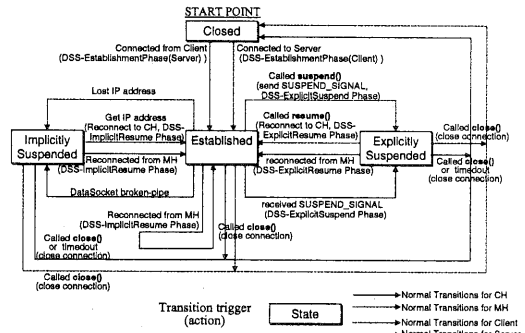 START POINT
Closed
Connected from Client
(DSS-EstablishmentPhase(Server) )
Connected to Server
(DSS-EstablishmentPhase(Client) )
Called suspend()
(send SUSPEND_SIGNAL,
DSS-ExplicitSuspend Phase)
Lost IP address
Get IP address
(Reconnect to CH, DSS-
ImplicitResume Phase)
Called resume()
(Reconnect to CH, DSS-
ExplicitResume Phase)
Called close()
(close connection)
Implicitly
Suspended
Established
Explicitly
Suspended
Reconnected from MH
(DSS-ImplicitResume Phase)
reconnected from MH
(DSS-ExplicitResume Phase)
Called close()
or timeout
(close connection)
DataSocket broken-pipe
received SUSPEND_SIGNAL
(DSS-ExplicitSuspend Phase)
Reconnected from MH
(DSS-ImplicitResume Phase)
Called close()
(close connection)
Called close()
or timedout
(close connection)
Called close()
(close connection)
Transition trigger
(action)
State
Normal Transitions for CH
Normal Transitions for MH
Normal Transitions for Client
Normal Transitions for Server